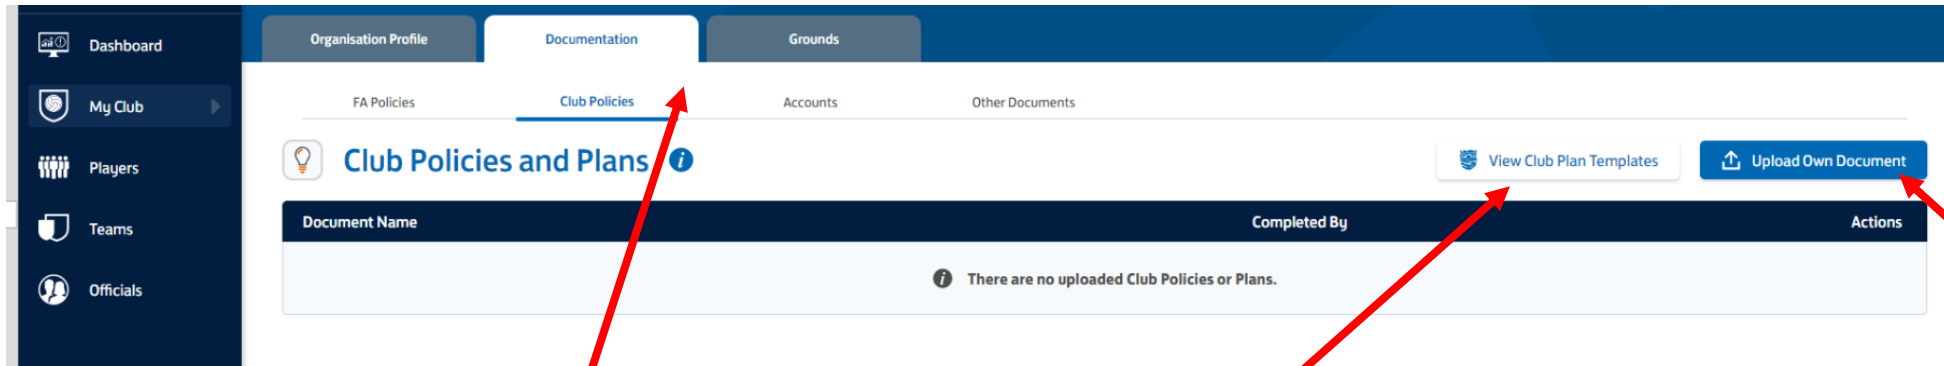 Dashboard
My Club
Players
Teams
Officials
Organisation Profile
Documentation
Grounds
FA Policies
Club Policies
Accounts
Other Documents
Club Policies and Plans
View Club Plan Templates
Upload Own Document
Document Name
Completed By
Actions
There are no uploaded Club Policies or Plans.